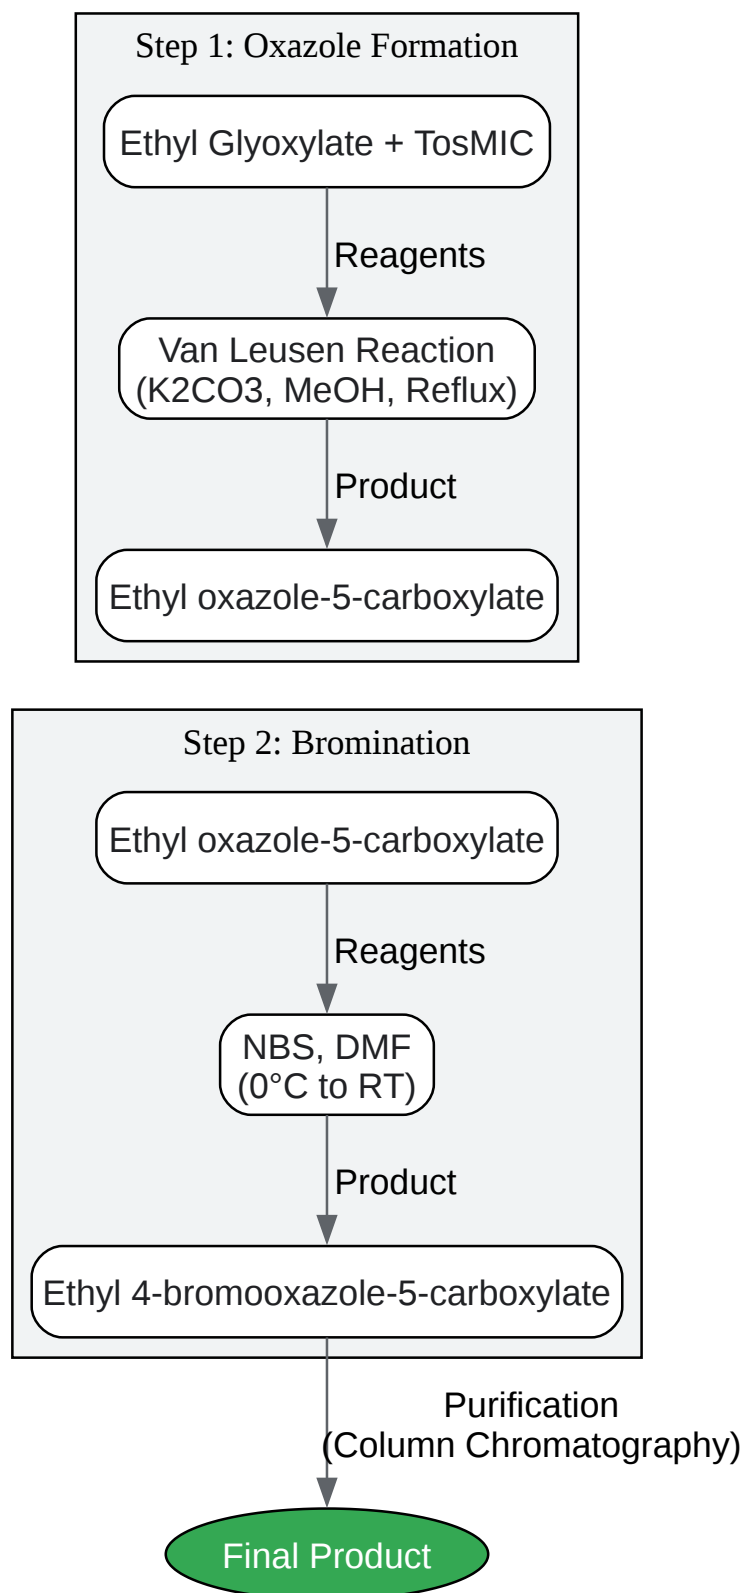 Step 1: Oxazole Formation
Ethyl Glyoxylate + TosMIC
Reagents
Van Leusen Reaction
(K2CO3, MeOH, Reflux)
Product
Ethyl oxazole-5-carboxylate
Step 2: Bromination
Ethyl oxazole-5-carboxylate
Reagents
NBS, DMF
(0°C to RT)
Product
Ethyl 4-bromooxazole-5-carboxylate
Purification
(Column Chromatography)
Final Product